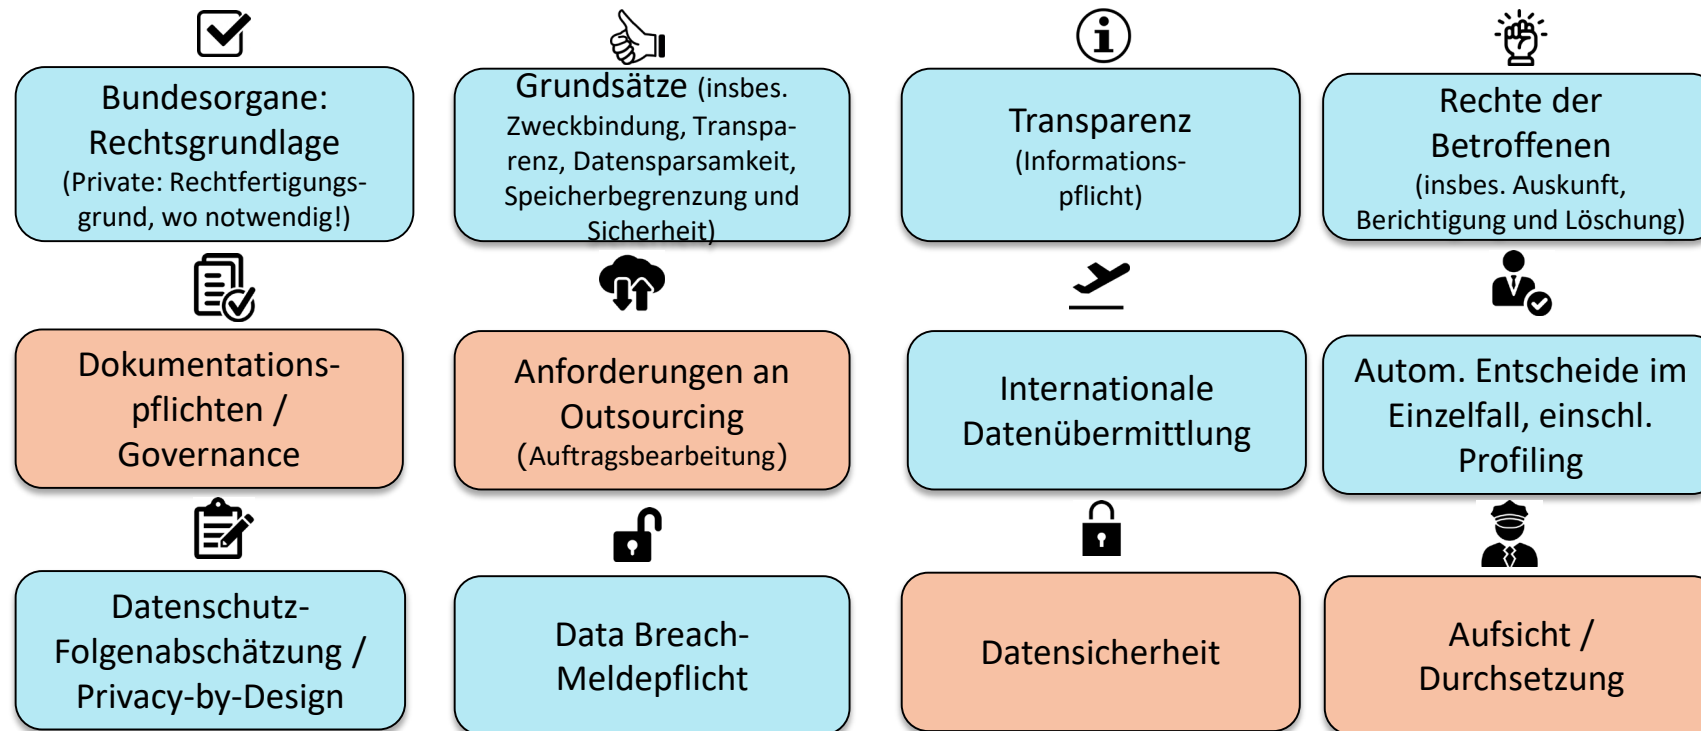 Bundesorgane:
Rechtsgrundlage
(Private: Rechtfertigungs-
grund, wo notwendig!)
Grundsätze (insbes.
Zweckbindung, Transpa-
renz, Datensparsamkeit,
Speicherbegrenzung und
Sicherheit)
Transparenz
(Informations-
pflicht)
Rechte der
Betroffenen
(insbes. Auskunft,
Berichtigung und Löschung)
Dokumentations-
pflichten /
Governance
Anforderungen an
Outsourcing
(Auftragsbearbeitung)
Internationale
Datenübermittlung
Autom. Entscheide im
Einzelfall, einschl.
Profiling
Datenschutz-
Folgenabschätzung /
Privacy-by-Design
Data Breach-
Meldepflicht
Datensicherheit
Aufsicht /
Durchsetzung